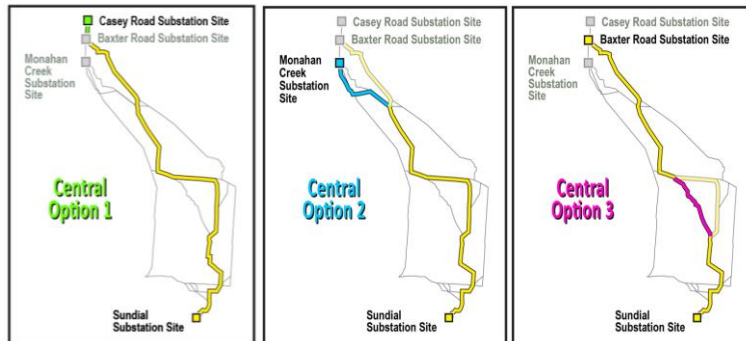 Casey Road Substation Site
Baxter Road Substation Site
Monahan
Creek
Substation
Site
Central
Option 1
Sundial
Substation Site
Casey Road Substation Site
Baxter Road Substation Site
Monahan
Creek
Substation
Site
Central
Option 2
Sundial
Substation Site
Casey Road Substation Site
Baxter Road Substation Site
Monahan
Creek
Substation
Site
Central
Option 3
Sundial
Substation Site